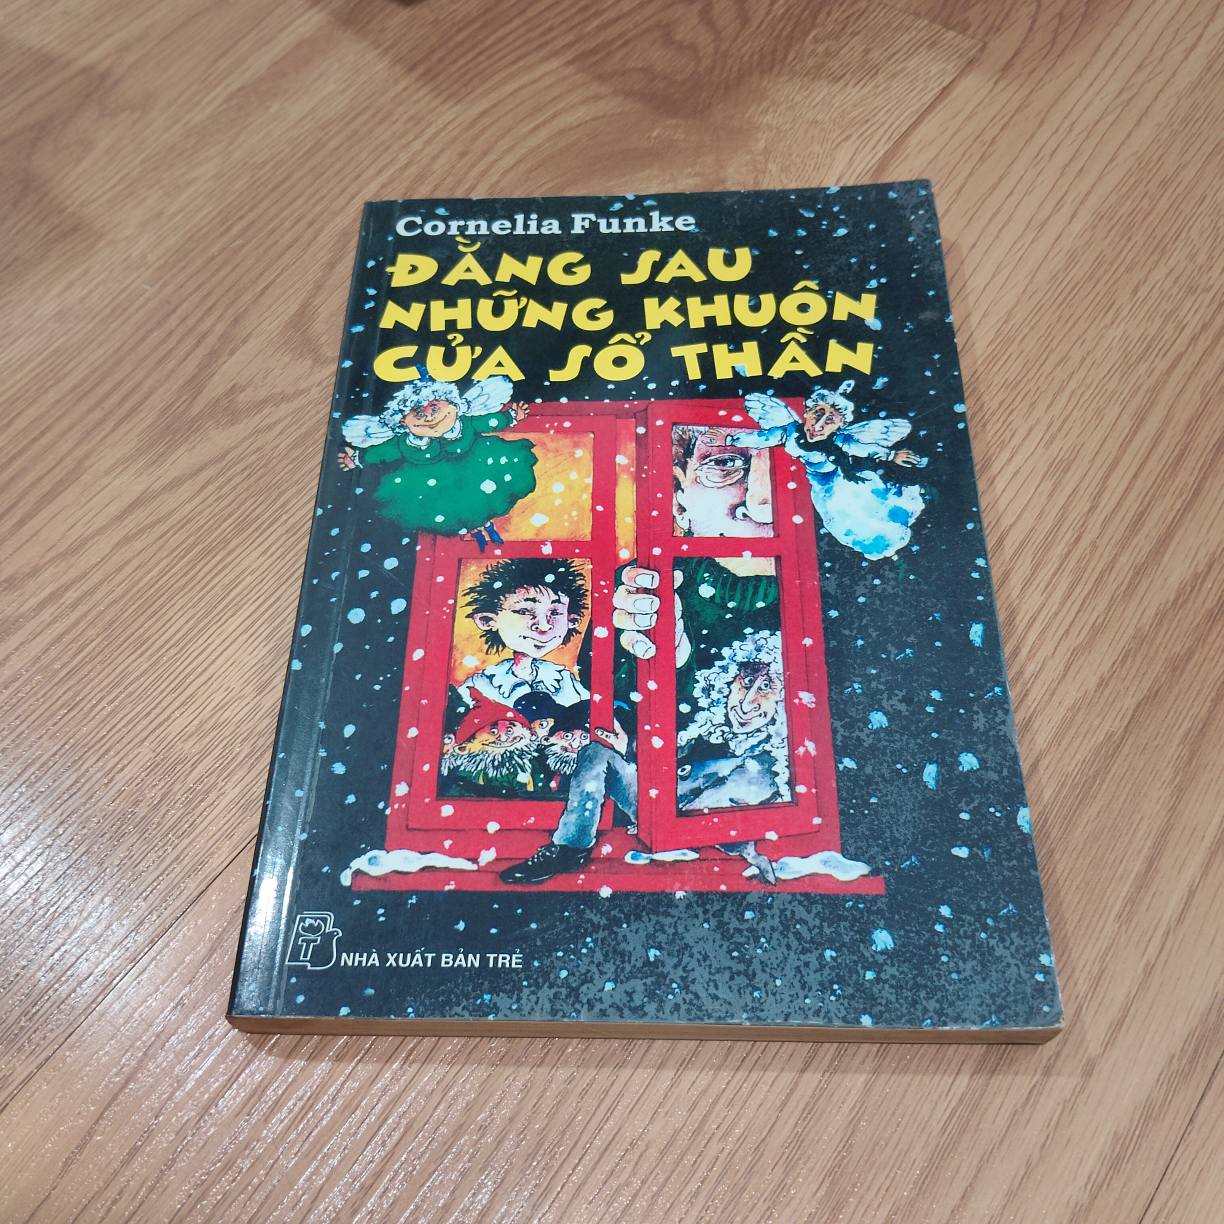 Cornelia Funke
ĐẰNG SAU
NHỮNG KHUÔN
CỬA SỔ THẦN
T
NHÀ XUẤT BẢN TRẺ